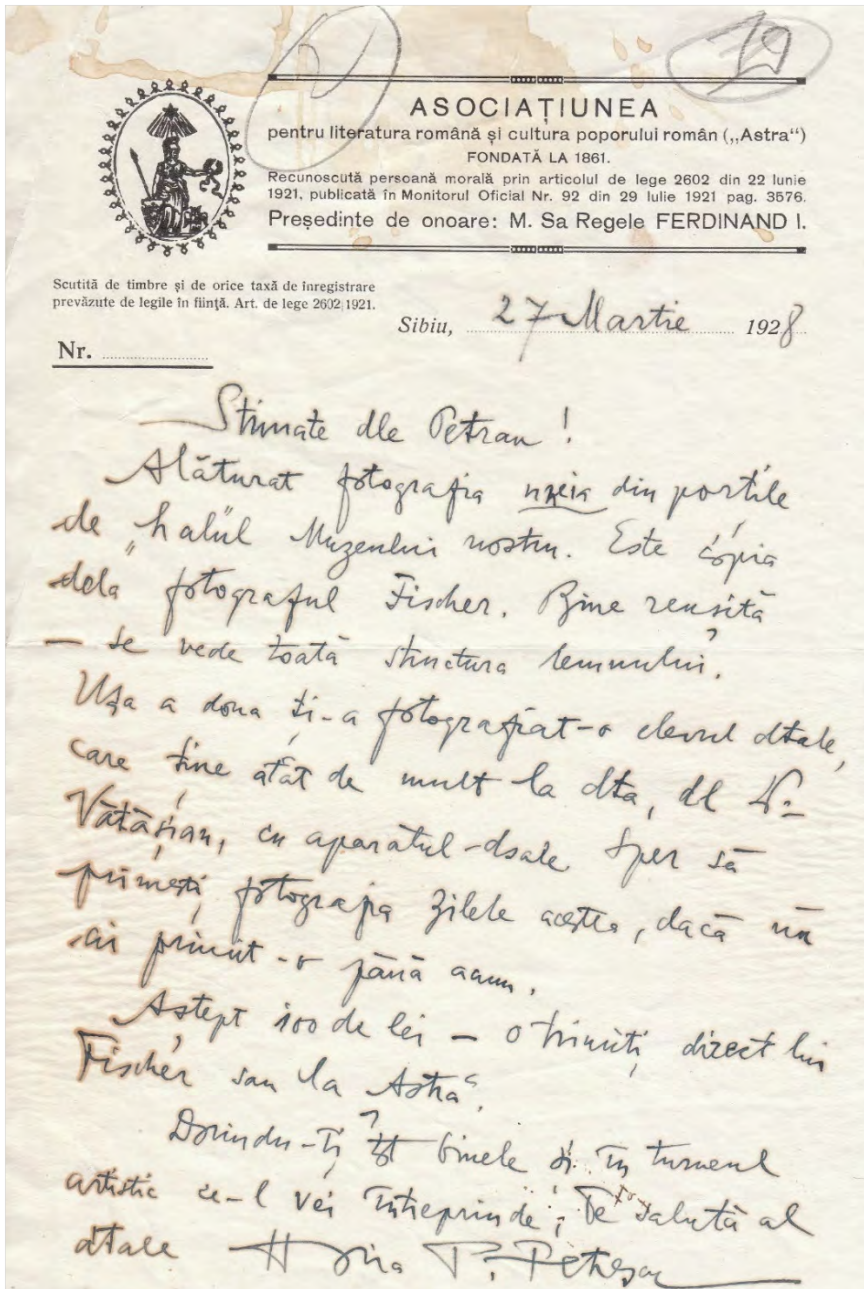 19
ASOCIAȚIUNEA
pentru literatura română și cultura poporului român („Astra“)
FONDATĂ LA 1861.
Recunoscută persoană morală prin articolul de lege 2602 din 22 Iunie
1921, publicată în Monitorul Oficial Nr. 92 din 29 Iulie 1921 pag. 3576.
Președinte de onoare: M. Sa Regele FERDINAND I.
Scutită de timbre și de orice taxă de înregistrare
prevăzute de legile în ființă. Art. de lege 2602/1921.
Sibiu, 27 Martie 1928
Nr.
Stimate dle Petran!
Alăturat fotografia uneia din porțile
de „halul Muzeului nostru. Este copia
dela fotograful Fischer. Bine reușită
— se vede toată structura lemnului.
Ușa a doua ți-a fotografiat-o elevul dtale,
care ține atât de mult la dta, dl V.
Vătășian, cu aparatul-dsale Sper să
primești fotografia zilele acestea, dacă nu
ai primit-o până acum.
Aștept 100 de lei — o trimiți direct lui
Fischer sau la „Astra“.
Dorindu-ți tot binele și în turneul
artistic ce-l vei întreprinde, Te salută al
dtale Horia P. Petrescu